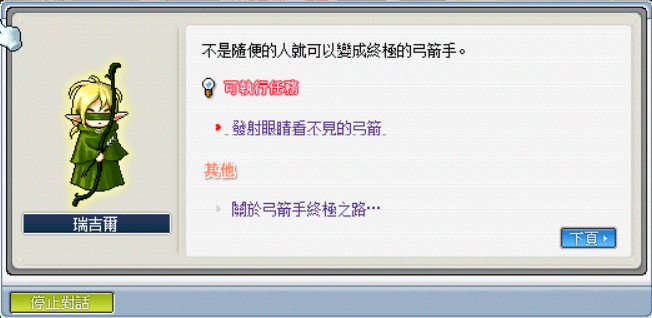 不是隨便的人就可以變成終極的弓箭手。
可執行任務
發射眼睛看不見的弓箭
其他
關於弓箭手終極之路…
瑞吉爾
下頁
停止對話